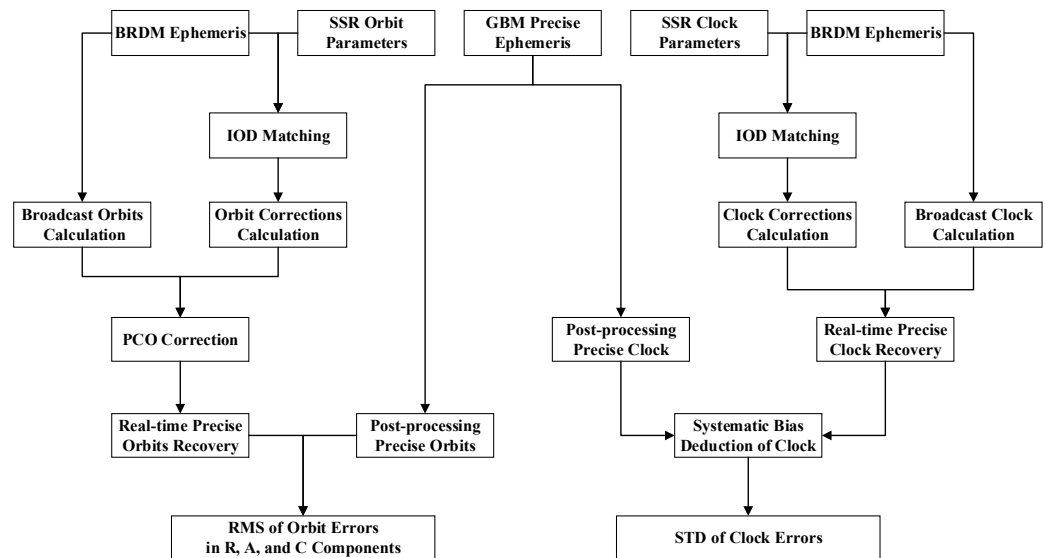 BRDM Ephemeris
SSR Orbit
Parameters
GBM Precise
Ephemeris
SSR Clock
Parameters
BRDM Ephemeris
IOD Matching
IOD Matching
Broadcast Orbits
Calculation
Orbit Corrections
Calculation
Clock Corrections
Calculation
Broadcast Clock
Calculation
PCO Correction
Post-processing
Precise Clock
Real-time Precise
Clock Recovery
Real-time Precise
Orbits Recovery
Post-processing
Precise Orbits
Systematic Bias
Deduction of Clock
RMS of Orbit Errors
in R, A, and C Components
STD of Clock Errors